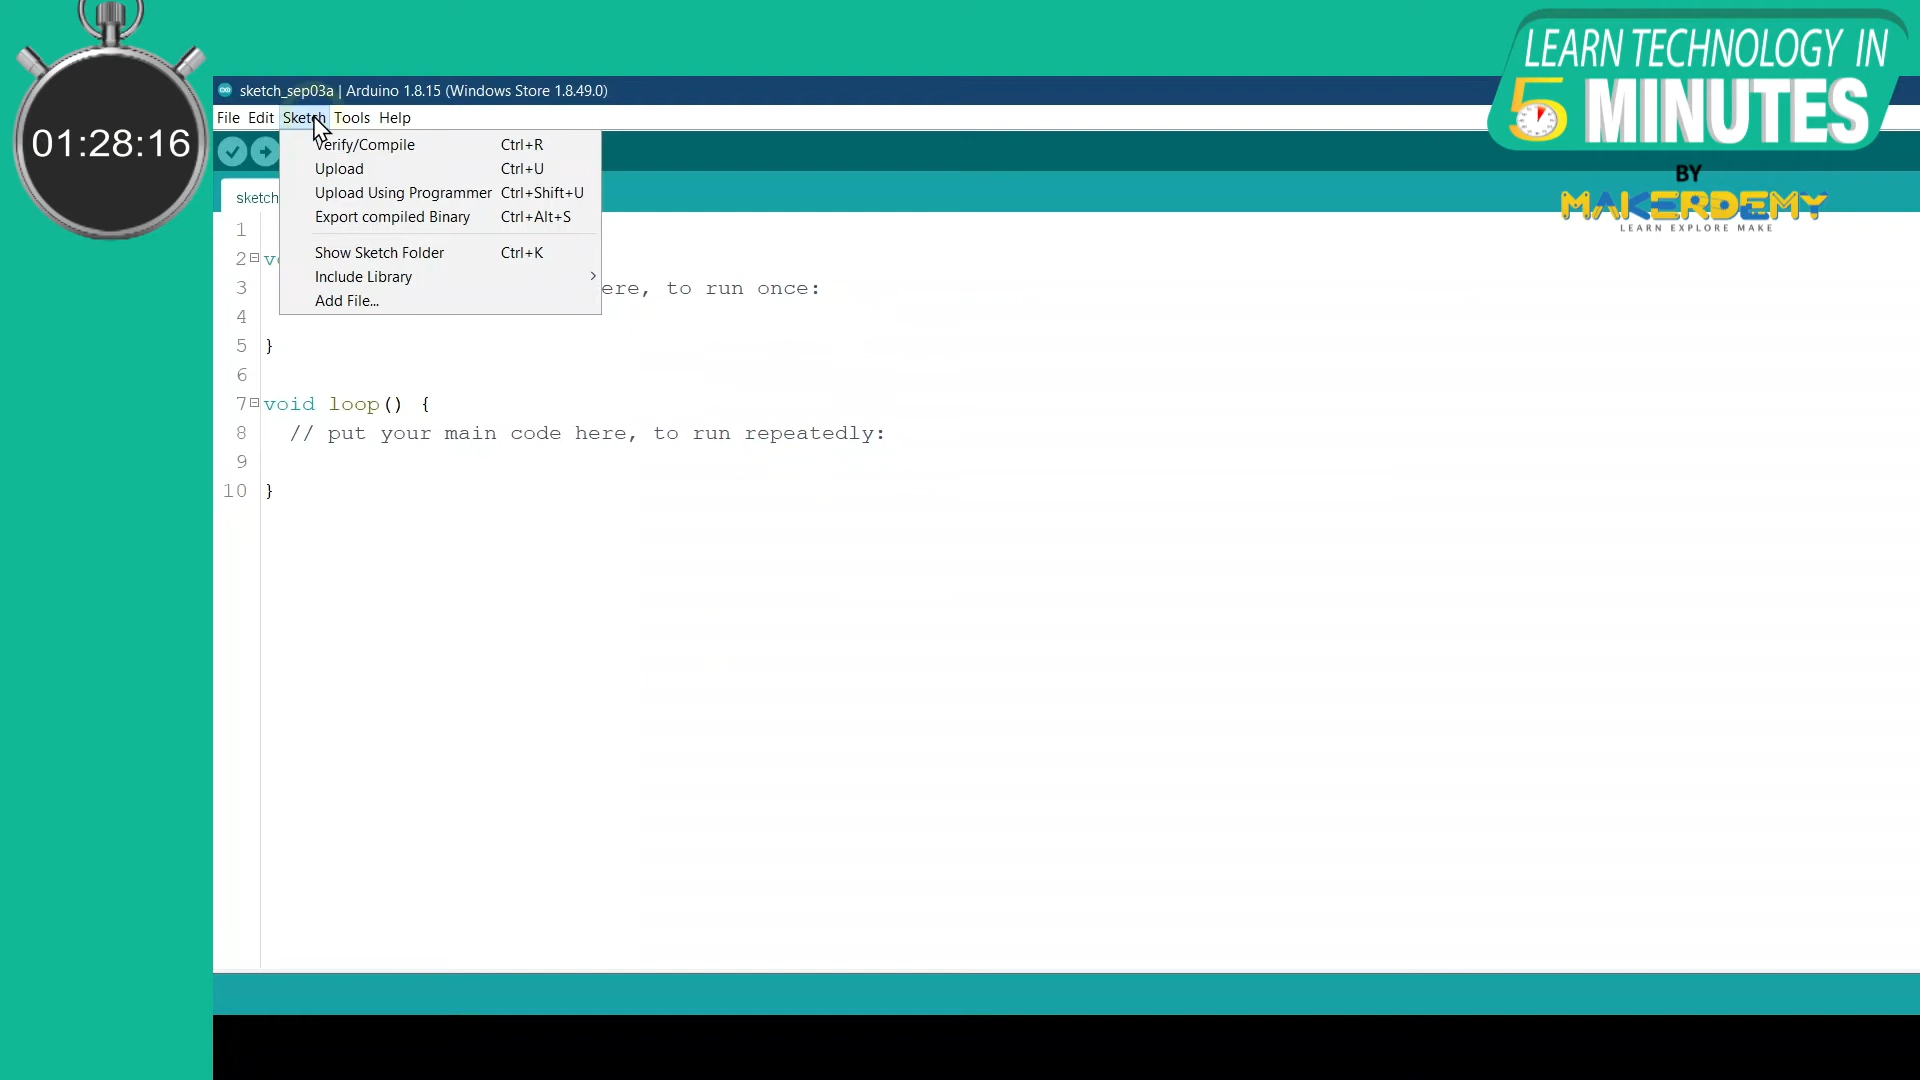 01:28:16
LEARN TECHNOLOGY IN
5 MINUTES
BY
MAKERDEMY
LEARN EXPLORE MAKE
sketch_sep03a | Arduino 1.8.15 (Windows Store 1.8.49.0)
File Edit Sketch Tools Help
Verify/Compile Ctrl+R
Upload Ctrl+U
Upload Using Programmer Ctrl+Shift+U
Export compiled Binary Ctrl+Alt+S
Show Sketch Folder Ctrl+K
Include Library
Add File...
sketch
1
2
3 ere, to run once:
4
5 }
6
7 void loop() {
8 // put your main code here, to run repeatedly:
9
10 }